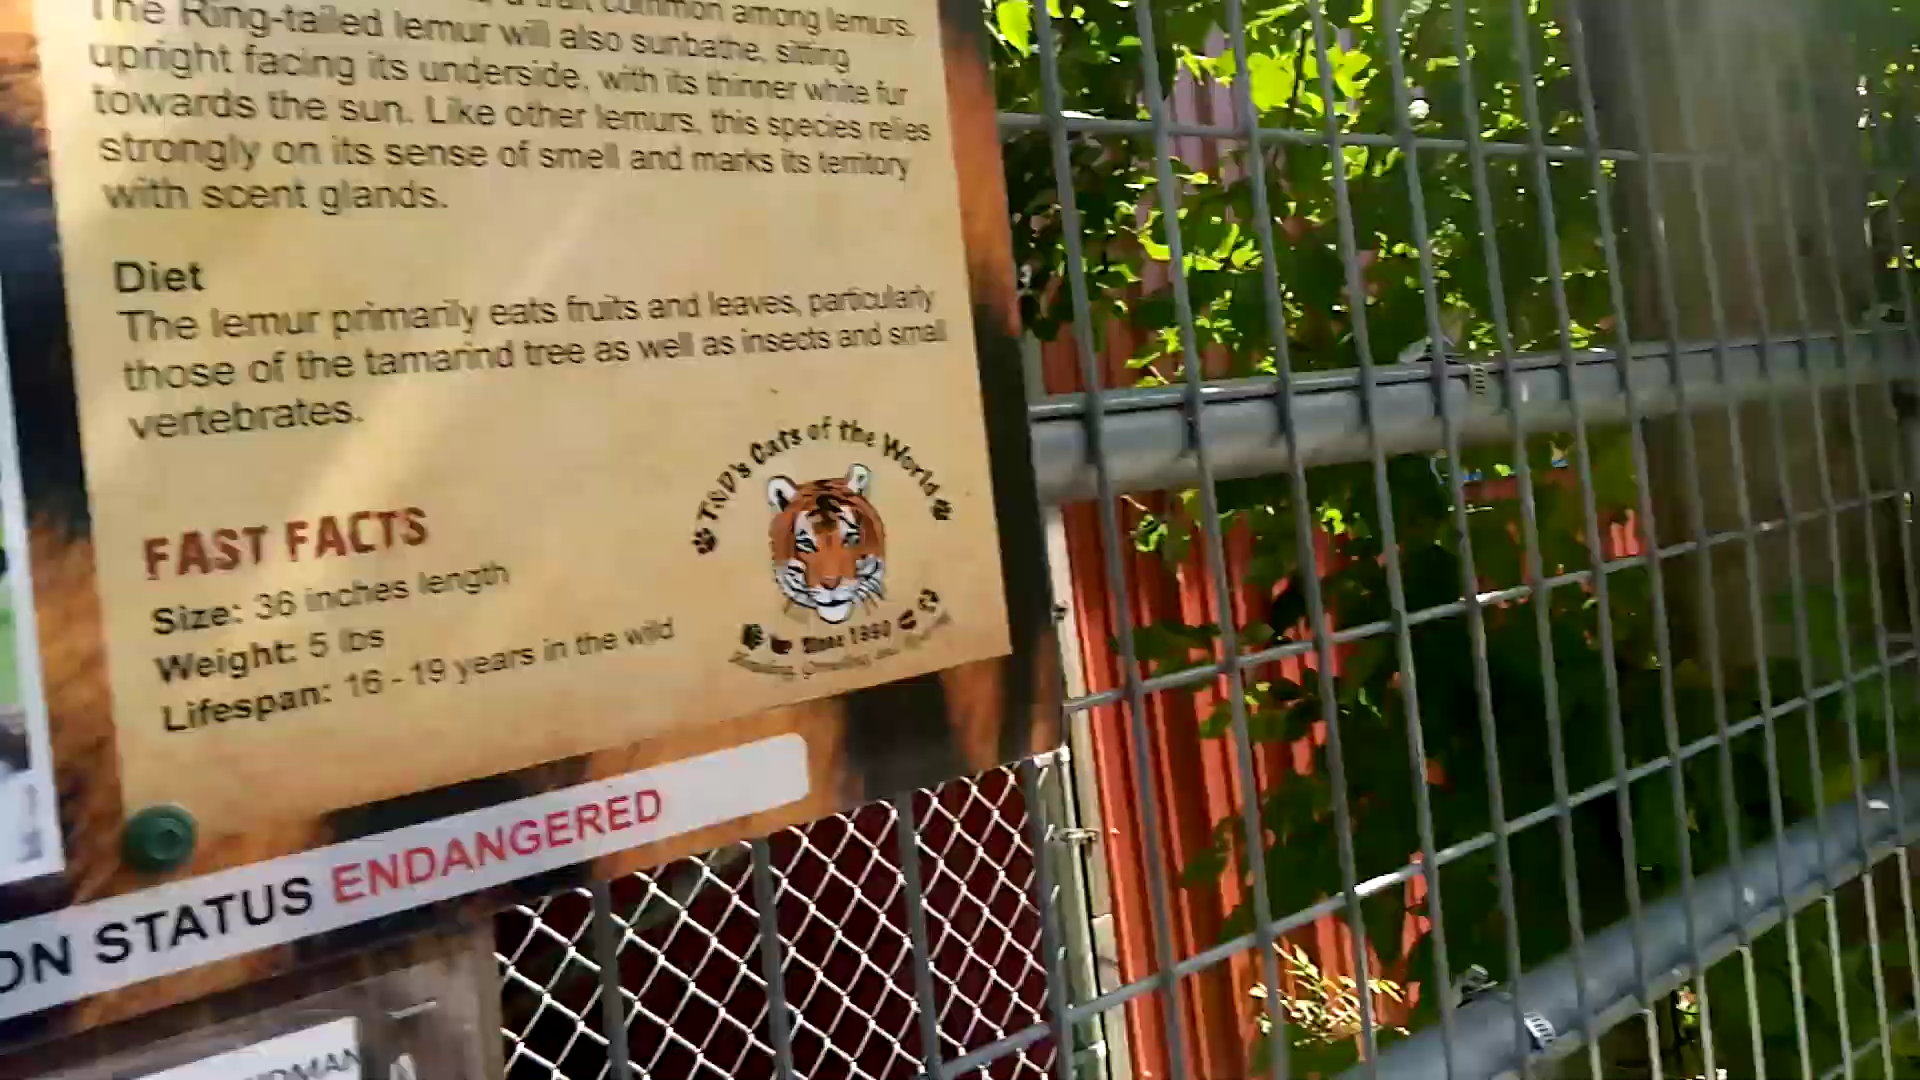 The Ring-tailed lemur will also sunbathe, sitting
upright facing its underside, with its thinner white fur
towards the sun. Like other lemurs, this species relies
strongly on its sense of smell and marks its territory
with scent glands.
Diet
The lemur primarily eats fruits and leaves, particularly
those of the tamarind tree as well as insects and small
vertebrates.
T&D's Cats of the World
Since 1990
FAST FACTS
Size: 36 inches length
Weight: 5 lbs
Lifespan: 16 - 19 years in the wild
ON STATUS ENDANGERED